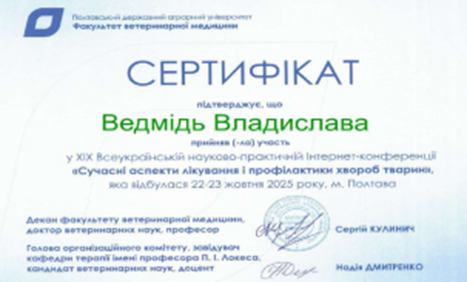 Полтавський державний аграрний університет
Факультет ветеринарної медицини
СЕРТИФІКАТ
підтверджує, що
Ведмідь Владислава
прийняв (-ла) участь
у XIX Всеукраїнській науково-практичній Інтернет-конференції
«Сучасні аспекти лікування і профілактики хвороб тварин»,
яка відбулася 22-23 жовтня 2025 року, м. Полтава
Декан факультету ветеринарної медицини,
доктор ветеринарних наук, професор
Сергій КУЛИНИЧ
Голова організаційного комітету, завідувач
кафедри терапії імені професора П. І. Локеса,
кандидат ветеринарних наук, доцент
Надія ДМИТРЕНКО